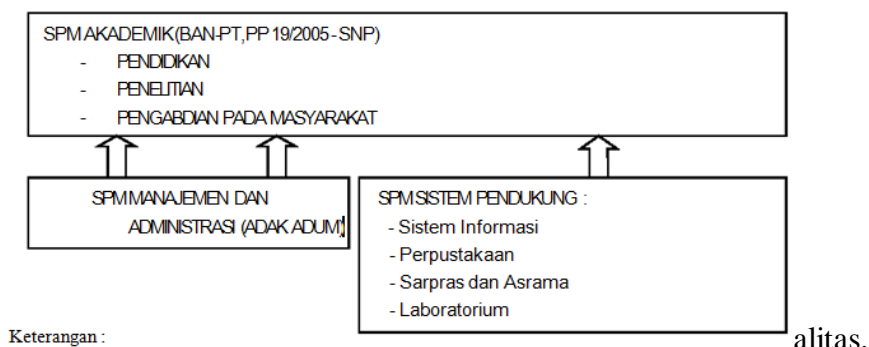 SPM AKADEMIK (BAN-PT, PP 19/2005 - SNP)
- PENDIDIKAN
- PENELITIAN
- PENGABDIAN PADA MASYARAKAT
SPM MANAJEMEN DAN
ADMINISTRASI (ADAK ADUM)
SPM SISTEM PENDUKUNG :
- Sistem Informasi
- Perpustakaan
- Sarpras dan Asrama
- Laboratorium
Keterangan :
alitas.